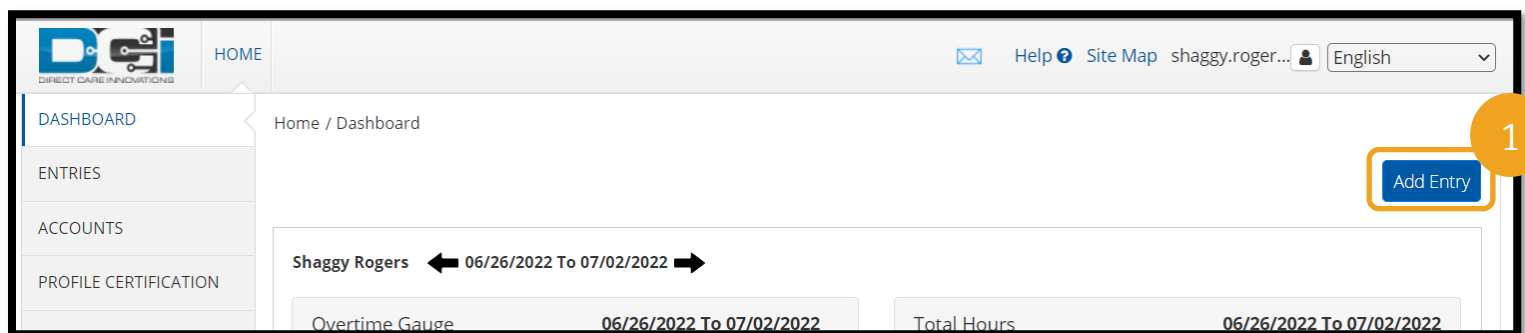 DCi
DIRECT CARE INNOVATIONS
HOME
Help Site Map shaggy.roger... English
DASHBOARD
Home / Dashboard
1
ENTRIES
Add Entry
ACCOUNTS
Shaggy Rogers 06/26/2022 To 07/02/2022
PROFILE CERTIFICATION
Overtime Gauge 06/26/2022 To 07/02/2022
Total Hours 06/26/2022 To 07/02/2022